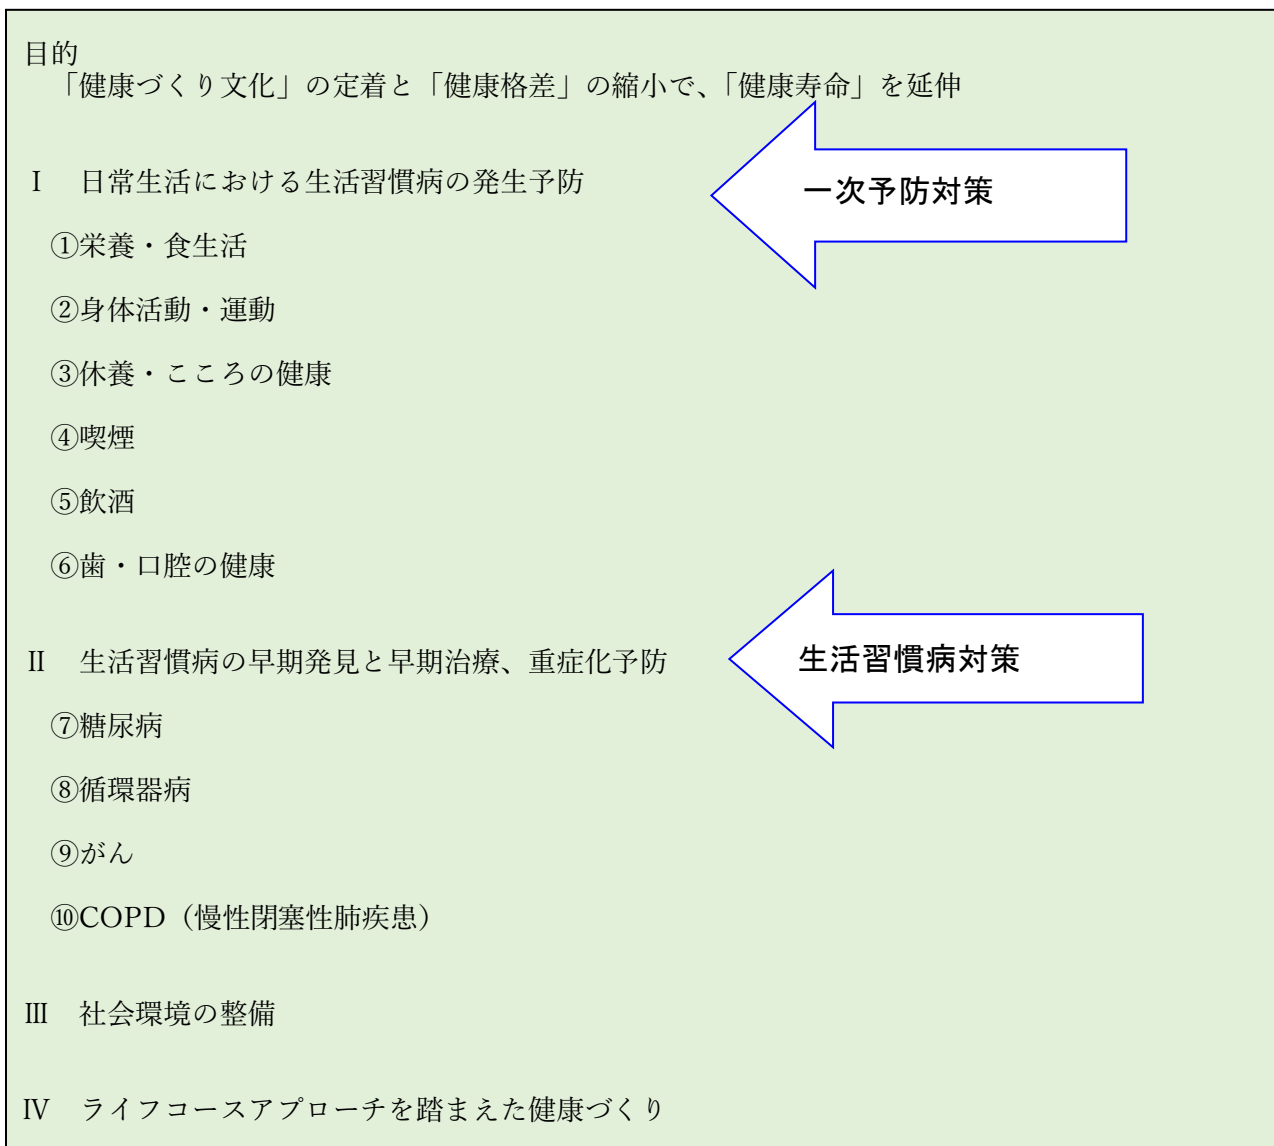 目的
「健康づくり文化」の定着と「健康格差」の縮小で、「健康寿命」を延伸
Ⅰ　日常生活における生活習慣病の発生予防
一次予防対策
①栄養・食生活
②身体活動・運動
③休養・こころの健康
④喫煙
⑤飲酒
⑥歯・口腔の健康
Ⅱ　生活習慣病の早期発見と早期治療、重症化予防
生活習慣病対策
⑦糖尿病
⑧循環器病
⑨がん
⑩COPD（慢性閉塞性肺疾患）
Ⅲ　社会環境の整備
Ⅳ　ライフコースアプローチを踏まえた健康づくり